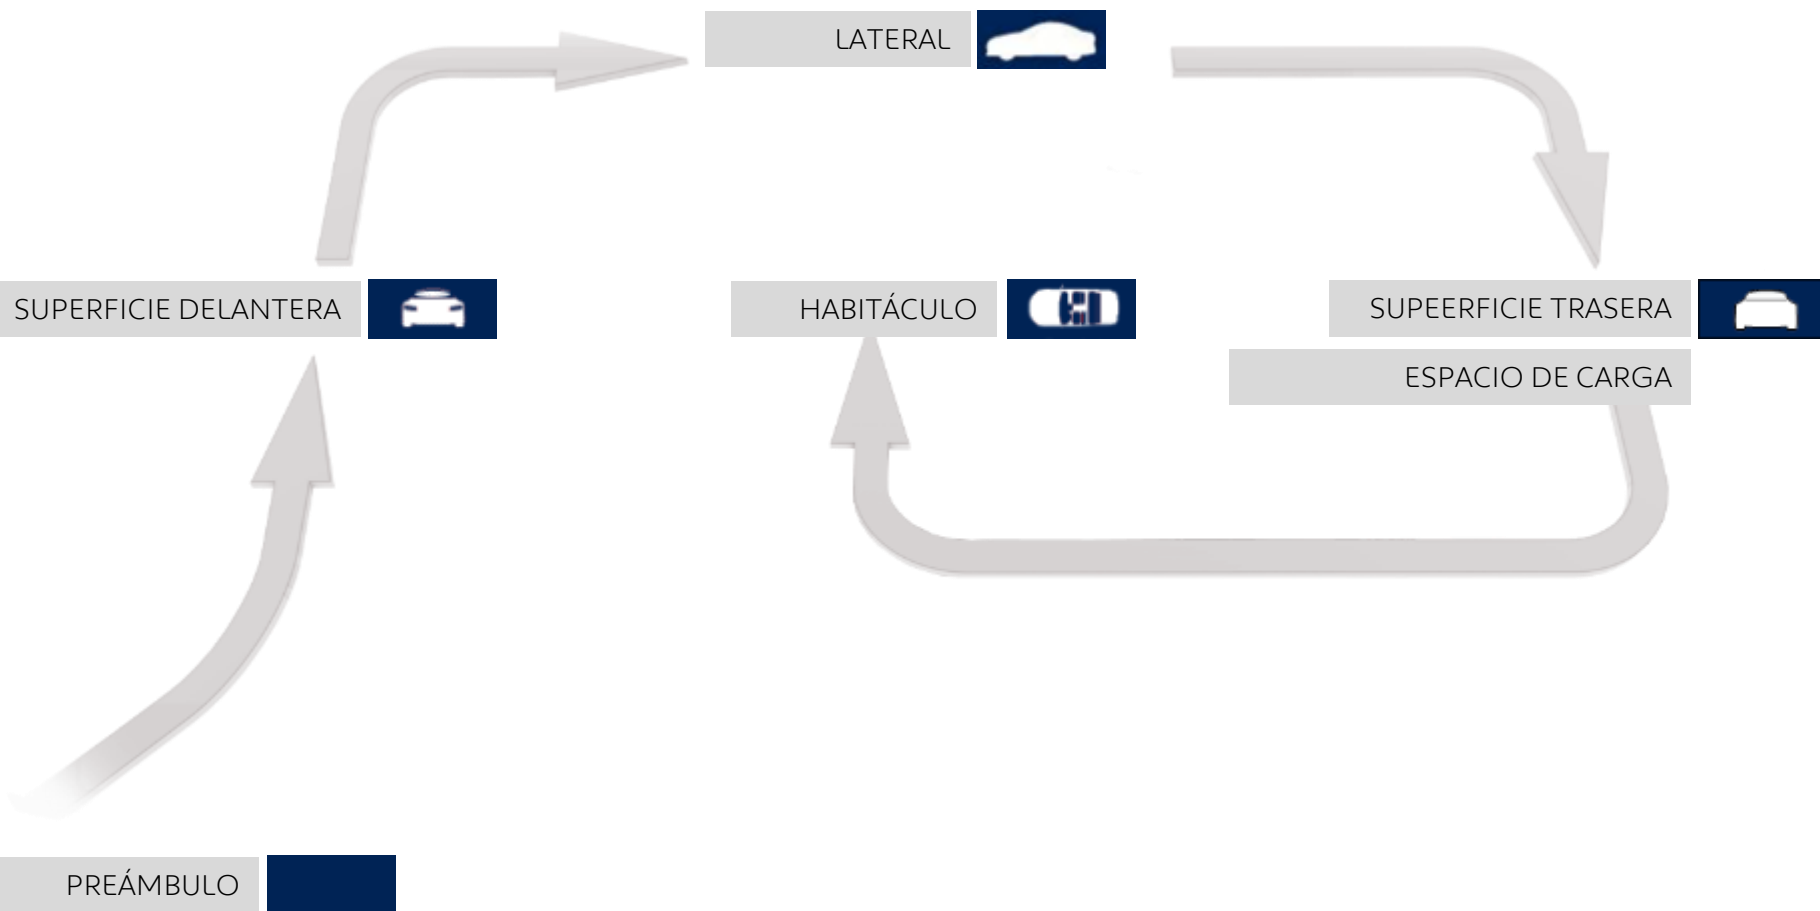 LATERAL
SUPERFICIE DELANTERA
HABITÁCULO
SUPEERFICIE TRASERA
ESPACIO DE CARGA
PREÁMBULO